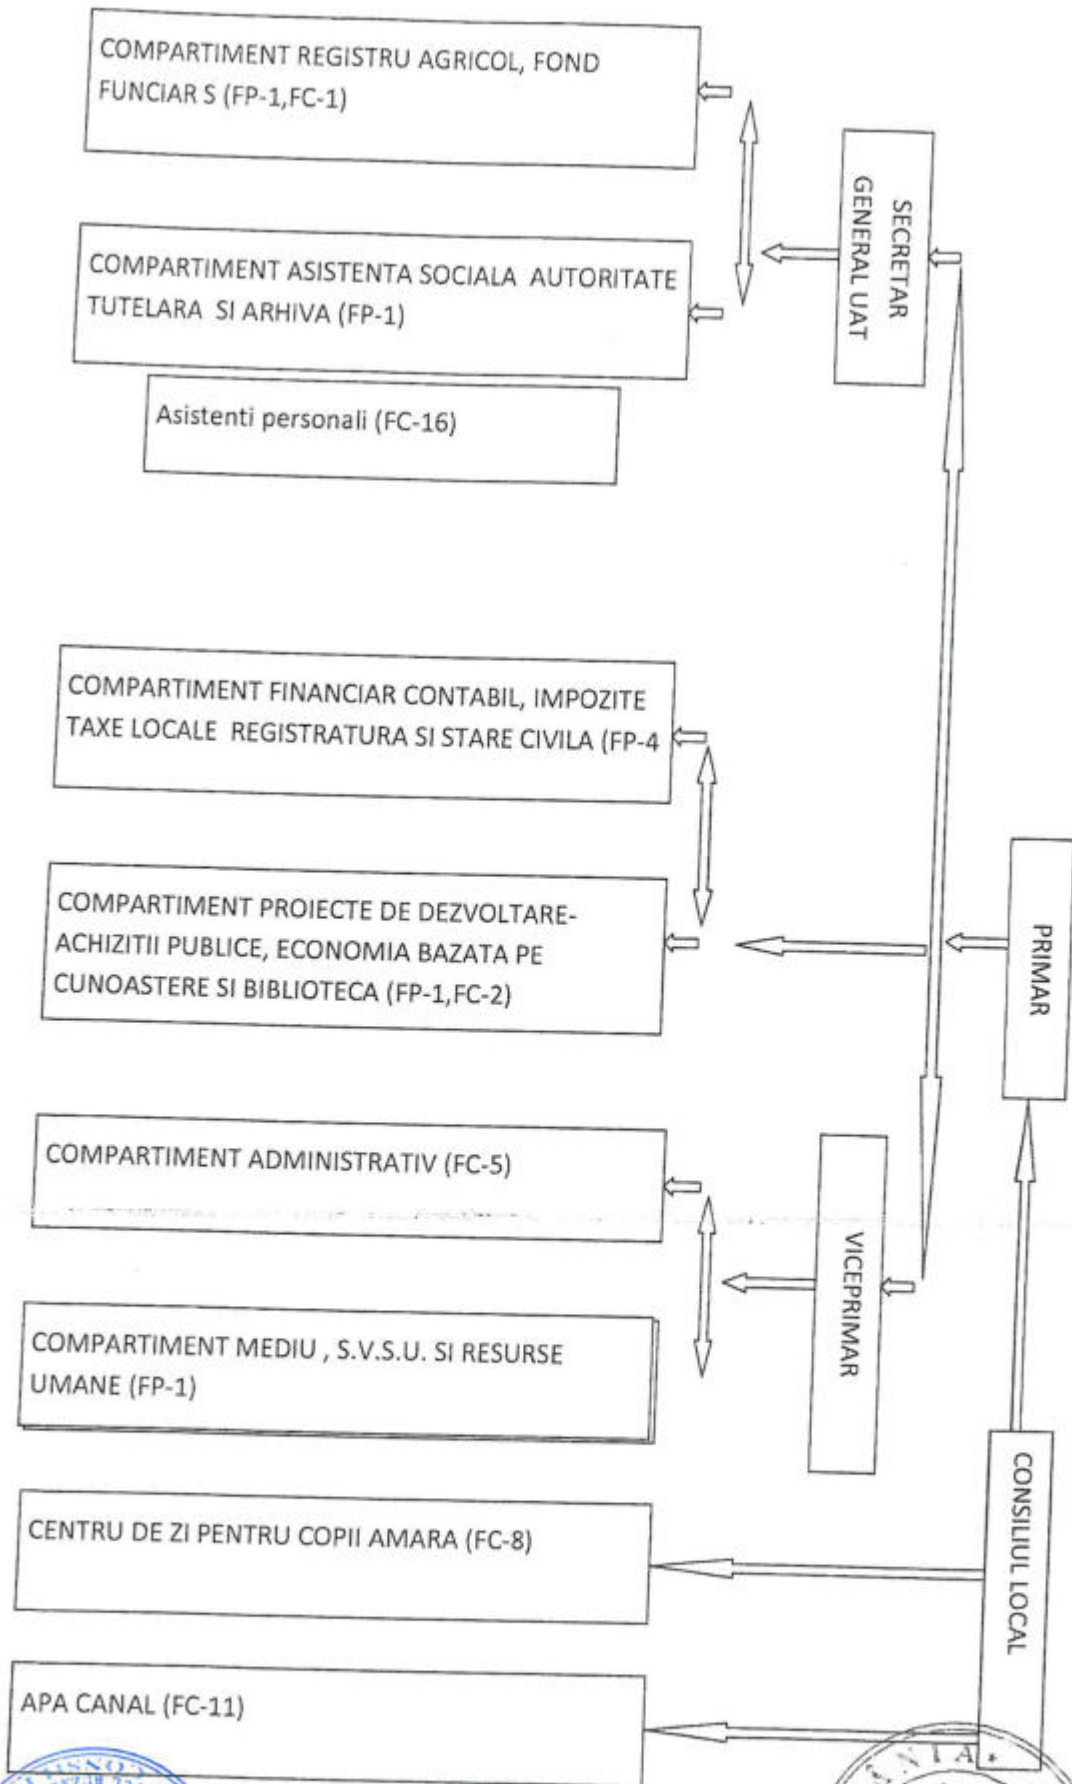 COMPARTIMENT REGISTRU AGRICOL, FOND
FUNCIAR S (FP-1,FC-1)
SECRETAR
GENERAL UAT
COMPARTIMENT ASISTENTA SOCIALA AUTORITATE
TUTELARA SI ARHIVA (FP-1)
Asistenti personali (FC-16)
COMPARTIMENT FINANCIAR CONTABIL, IMPOZITE
TAXE LOCALE REGISTRATURA SI STARE CIVILA (FP-4
PRIMAR
COMPARTIMENT PROIECTE DE DEZVOLTARE-
ACHIZITII PUBLICE, ECONOMIA BAZATA PE
CUNOASTERE SI BIBLIOTECA (FP-1,FC-2)
COMPARTIMENT ADMINISTRATIV (FC-5)
VICEPRIMAR
COMPARTIMENT MEDIU , S.V.S.U. SI RESURSE
UMANE (FP-1)
CONSILIUL LOCAL
CENTRU DE ZI PENTRU COPII AMARA (FC-8)
APA CANAL (FC-11)